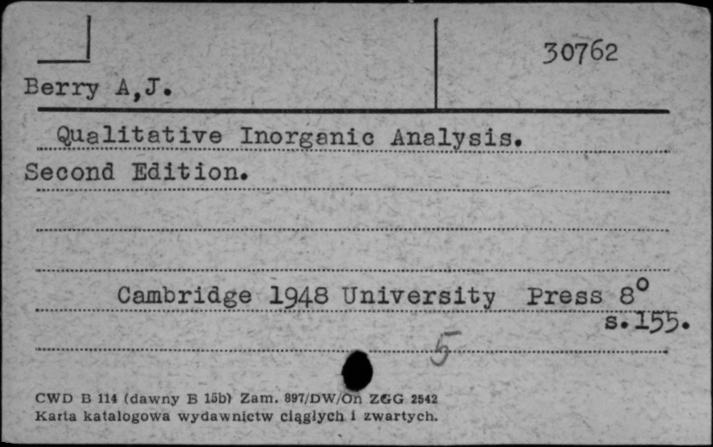 30762
Berry A,J.
Qualitative Inorganic Analysis.
Second Edition.
Cambridge 1948 University Press 8°
s.155.
5
CWD B 114 (dawny B 15b) Zam. 897/DW/On ZGG 2542
Karta katalogowa wydawnictw ciągłych i zwartych.